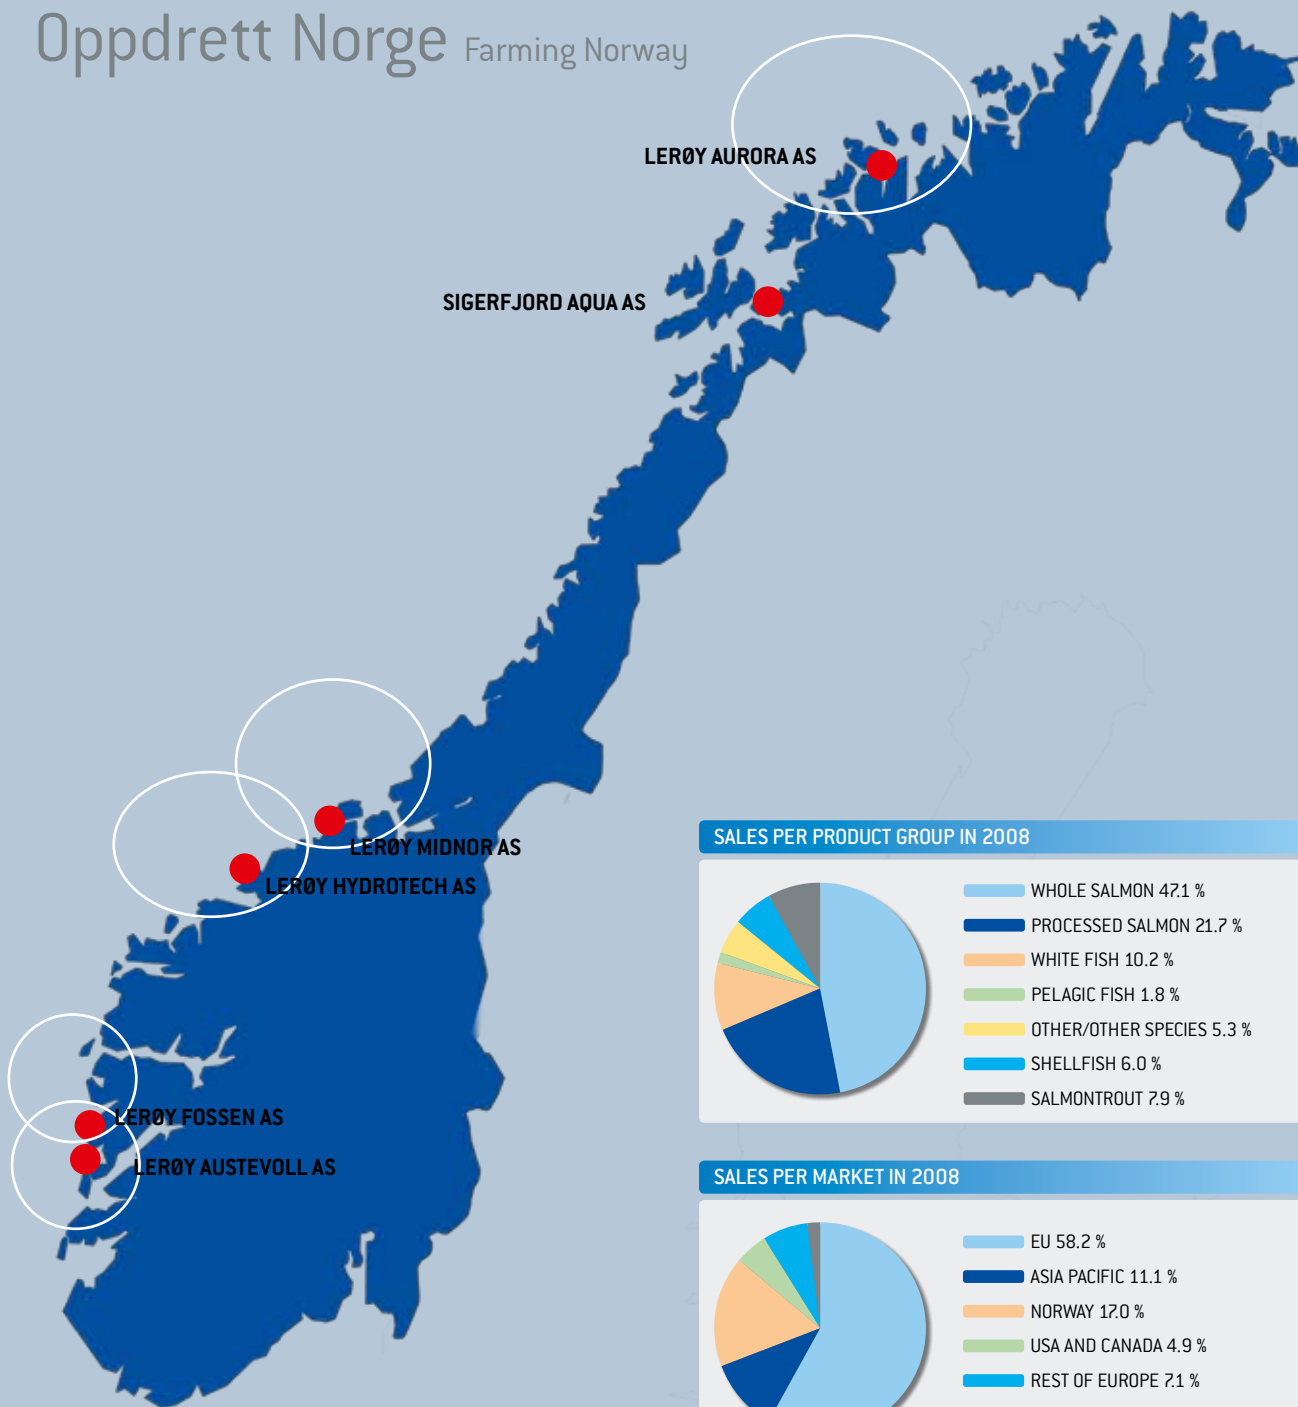 Oppdrett Norge Farming Norway
LERØY AURORA AS
SIGERFJORD AQUA AS
LERØY MIDNOR AS
LERØY HYDROTECH AS
LERØY FOSSEN AS
LERØY AUSTEVOLL AS
SALES PER PRODUCT GROUP IN 2008
WHOLE SALMON 47.1 %
PROCESSED SALMON 21.7 %
WHITE FISH 10.2 %
PELAGIC FISH 1.8 %
OTHER/OTHER SPECIES 5.3 %
SHELLFISH 6.0 %
SALMONTROUT 7.9 %
SALES PER MARKET IN 2008
EU 58.2 %
ASIA PACIFIC 11.1 %
NORWAY 17.0 %
USA AND CANADA 4.9 %
REST OF EUROPE 7.1 %